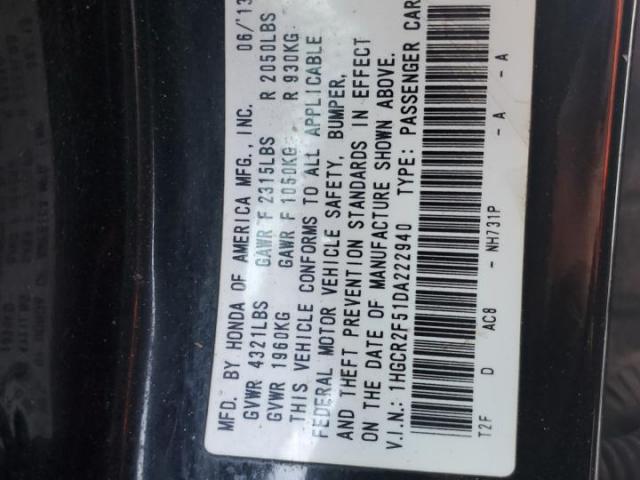 MFD. BY HONDA OF AMERICA MFG., INC. 06/'13
GVWR 4321LBS GAWR F 2315LBS R 2050LBS
GVWR 1960KG GAWR F 1050KG R 930KG
THIS VEHICLE CONFORMS TO ALL APPLICABLE
FEDERAL MOTOR VEHICLE SAFETY, BUMPER,
AND THEFT PREVENTION STANDARDS IN EFFECT
ON THE DATE OF MANUFACTURE SHOWN ABOVE.
V.I.N.: 1HGCR2F51DA222940 TYPE: PASSENGER CAR
T2F D AC8 - NH731P - A - A